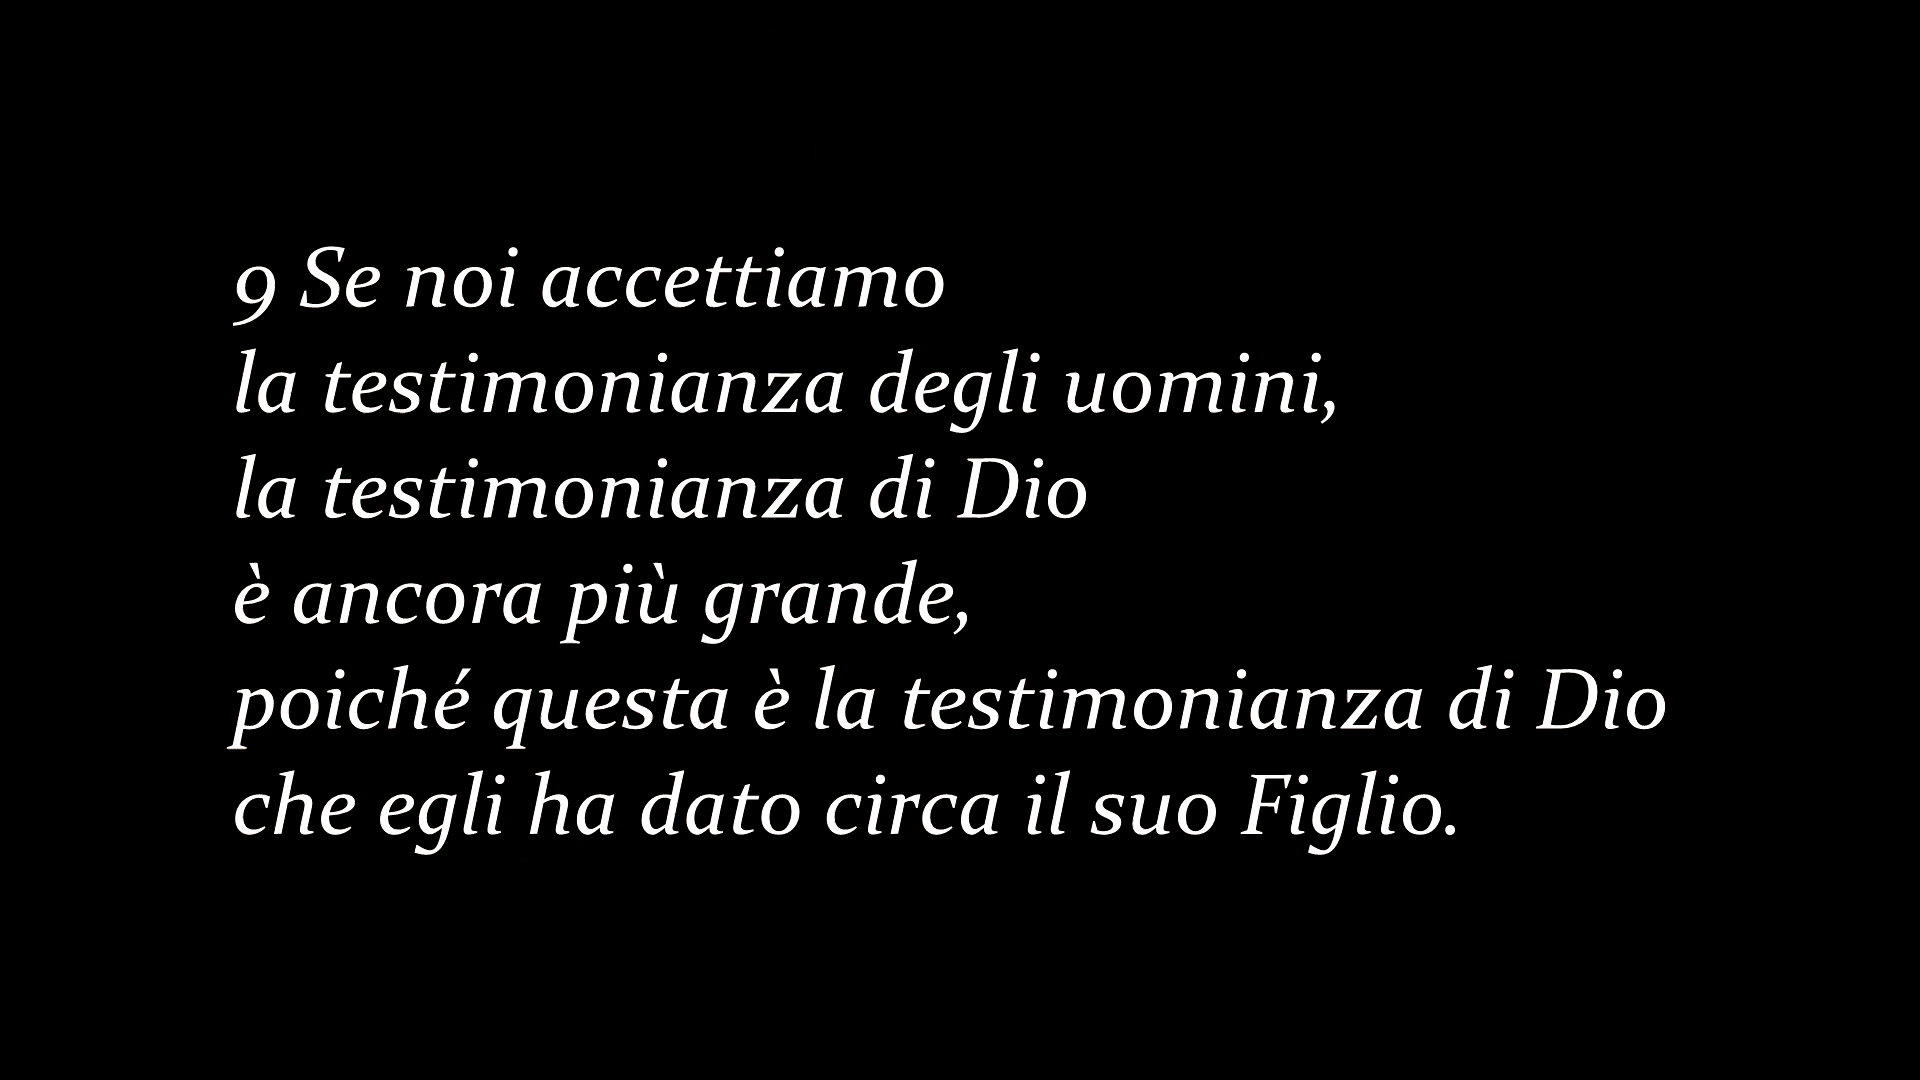 9 Se noi accettiamo
la testimonianza degli uomini,
la testimonianza di Dio
è ancora più grande,
poiché questa è la testimonianza di Dio
che egli ha dato circa il suo Figlio.